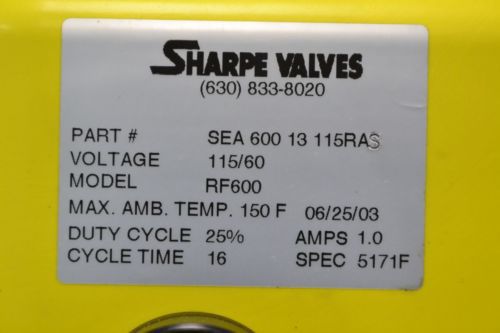 SHARPE VALVES
(630) 833-8020
PART # SEA 600 13 115RAS
VOLTAGE 115/60
MODEL RF600
MAX. AMB. TEMP. 150 F 06/25/03
DUTY CYCLE 25% AMPS 1.0
CYCLE TIME 16 SPEC 5171F